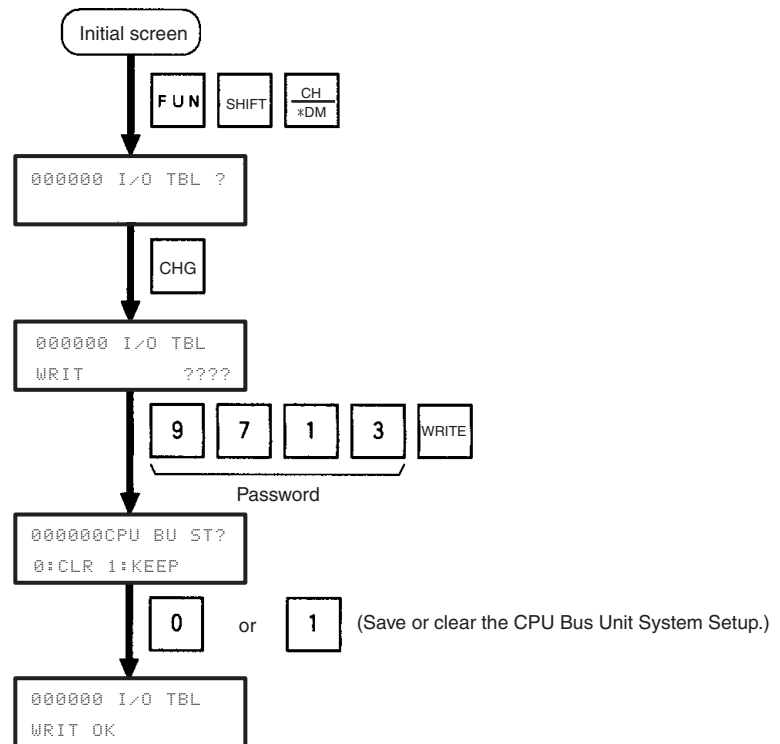 Initial screen
FUN SHIFT CH
*DM
000000 I/O TBL ?
CHG
000000 I/O TBL
WRIT ????
9 7 1 3 WRITE
Password
000000CPU BU ST?
0:CLR 1:KEEP
0 or 1 (Save or clear the CPU Bus Unit System Setup.)
000000 I/O TBL
WRIT OK